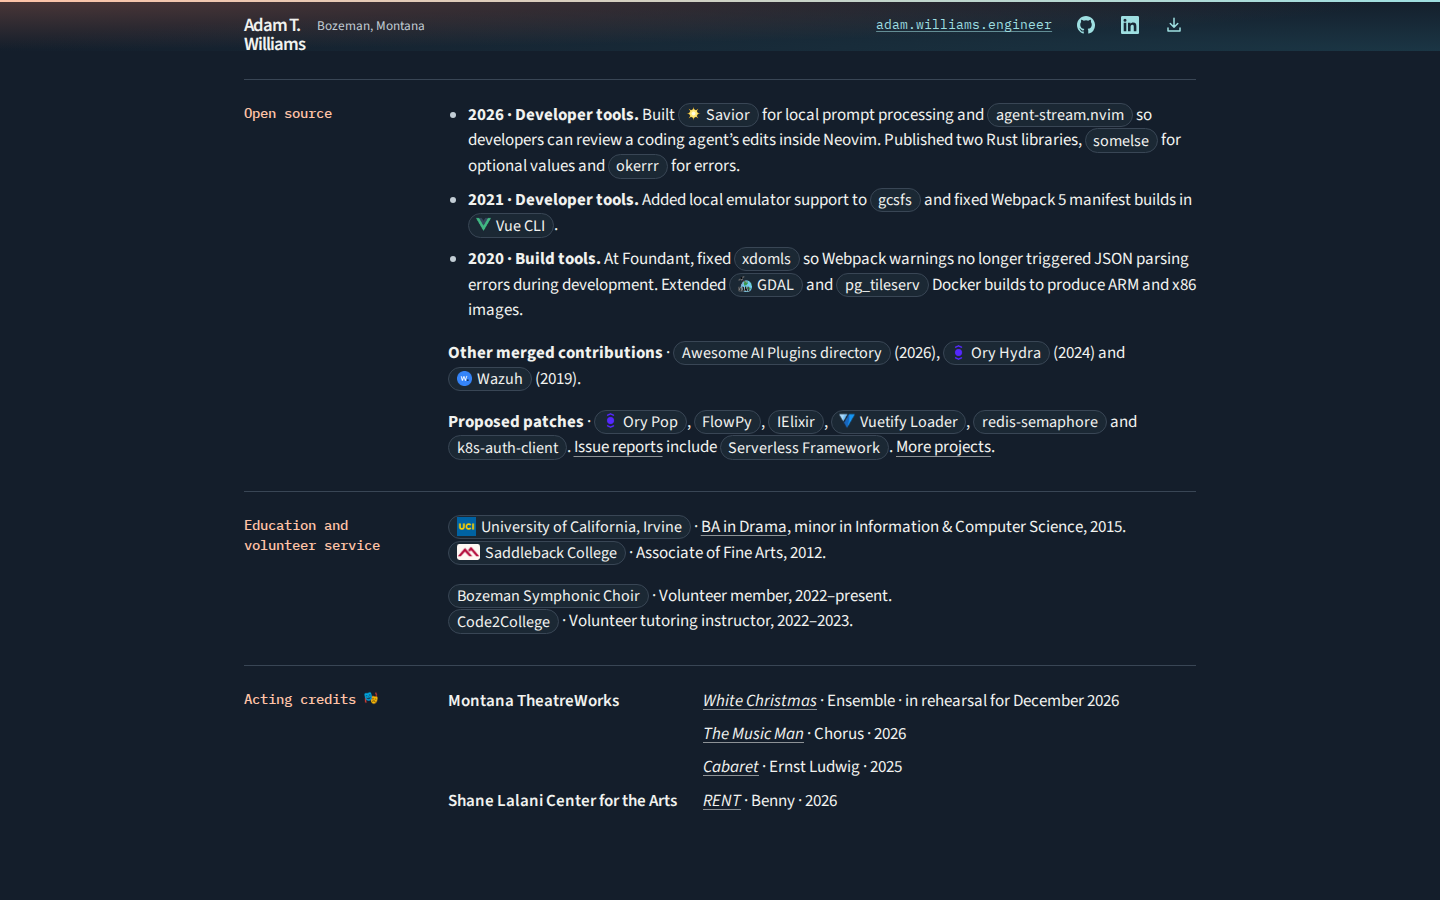 Adam T.
Williams
Bozeman, Montana
adam.williams.engineer
Open source
2026 · Developer tools. Built Savior for local prompt processing and agent-stream.nvim so
developers can review a coding agent’s edits inside Neovim. Published two Rust libraries, somelse for
optional values and okerrr for errors.
2021 · Developer tools. Added local emulator support to gcsfs and fixed Webpack 5 manifest builds in
Vue CLI.
2020 · Build tools. At Foundant, fixed xdomls so Webpack warnings no longer triggered JSON parsing
errors during development. Extended GDAL and pg_tileserv Docker builds to produce ARM and x86
images.
Other merged contributions · Awesome AI Plugins directory (2026), Ory Hydra (2024) and
Wazuh (2019).
Proposed patches · Ory Pop, FlowPy, IElixir, Vuetify Loader, redis-semaphore and
k8s-auth-client. Issue reports include Serverless Framework. More projects.
Education and
volunteer service
UCI University of California, Irvine · BA in Drama, minor in Information & Computer Science, 2015.
Saddleback College · Associate of Fine Arts, 2012.
Bozeman Symphonic Choir · Volunteer member, 2022–present.
Code2College · Volunteer tutoring instructor, 2022–2023.
Acting credits
Montana TheatreWorks
White Christmas · Ensemble · in rehearsal for December 2026
The Music Man · Chorus · 2026
Cabaret · Ernst Ludwig · 2025
Shane Lalani Center for the Arts
RENT · Benny · 2026